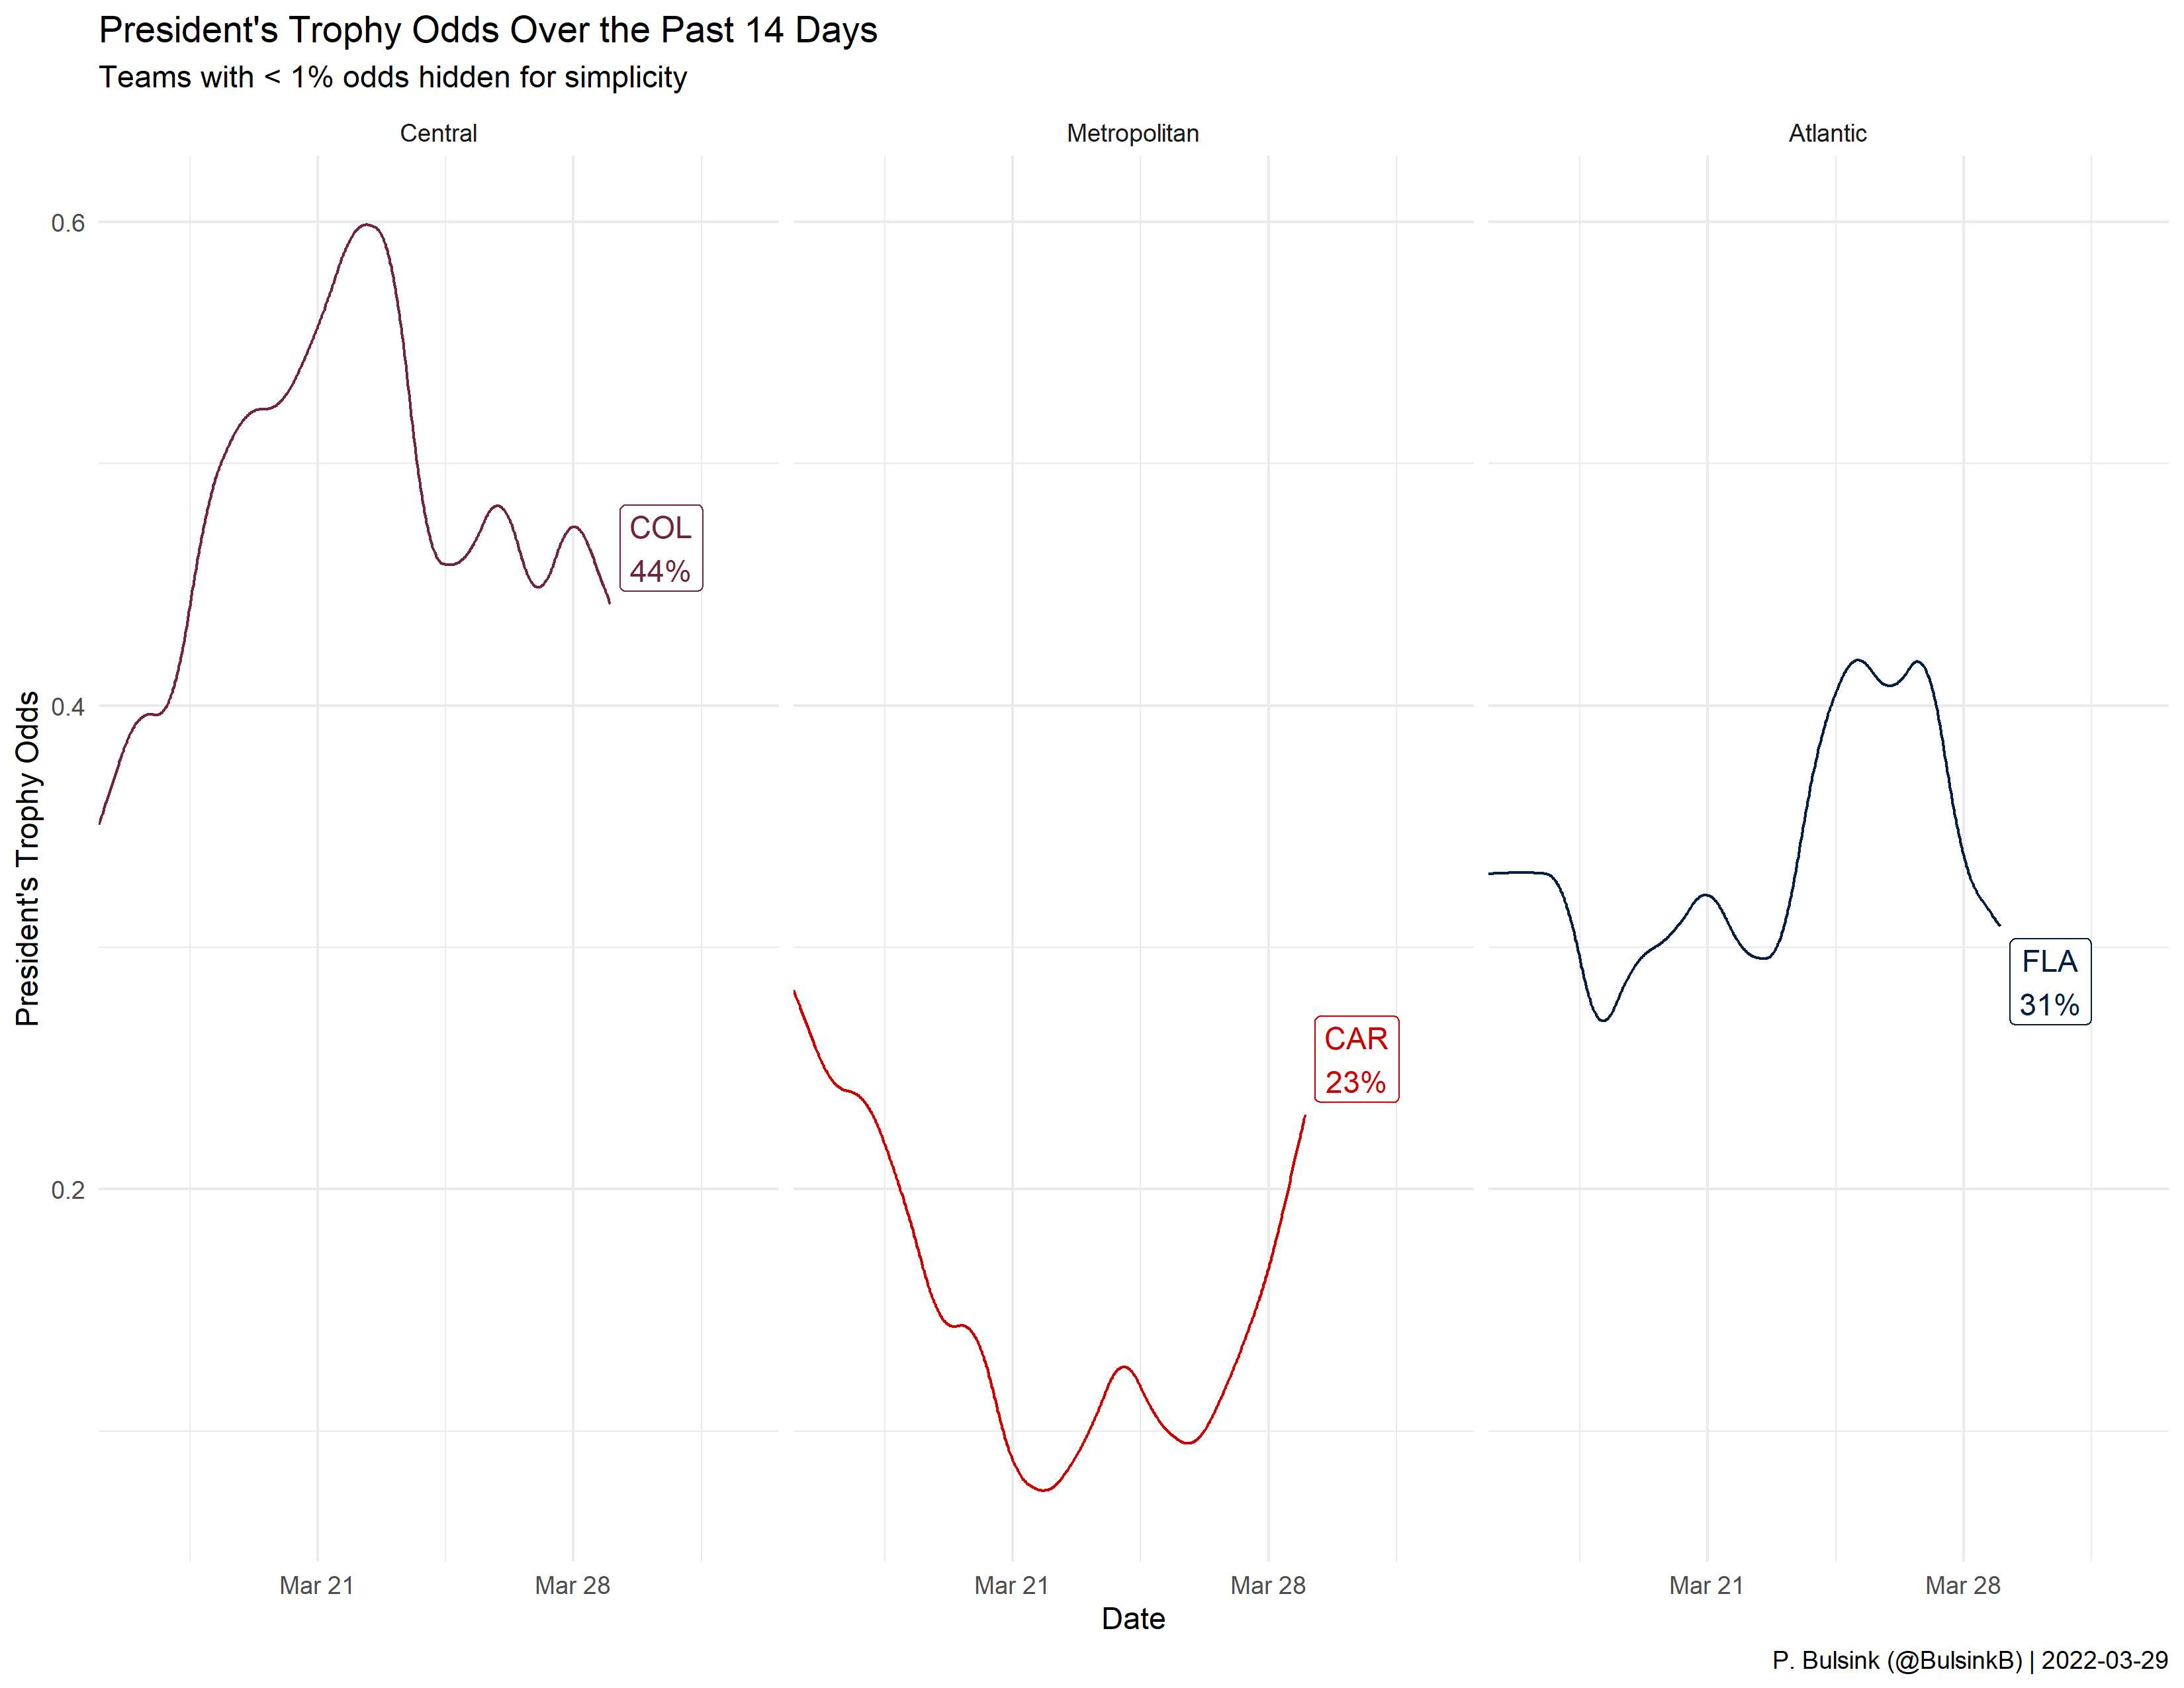 President's Trophy Odds Over the Past 14 Days
Teams with < 1% odds hidden for simplicity
Central
Metropolitan
Atlantic
0.6
0.4
0.2
President's Trophy Odds
COL
44%
CAR
23%
FLA
31%
Mar 21
Mar 28
Mar 21
Mar 28
Mar 21
Mar 28
Date
P. Bulsink (@BulsinkB) | 2022-03-29